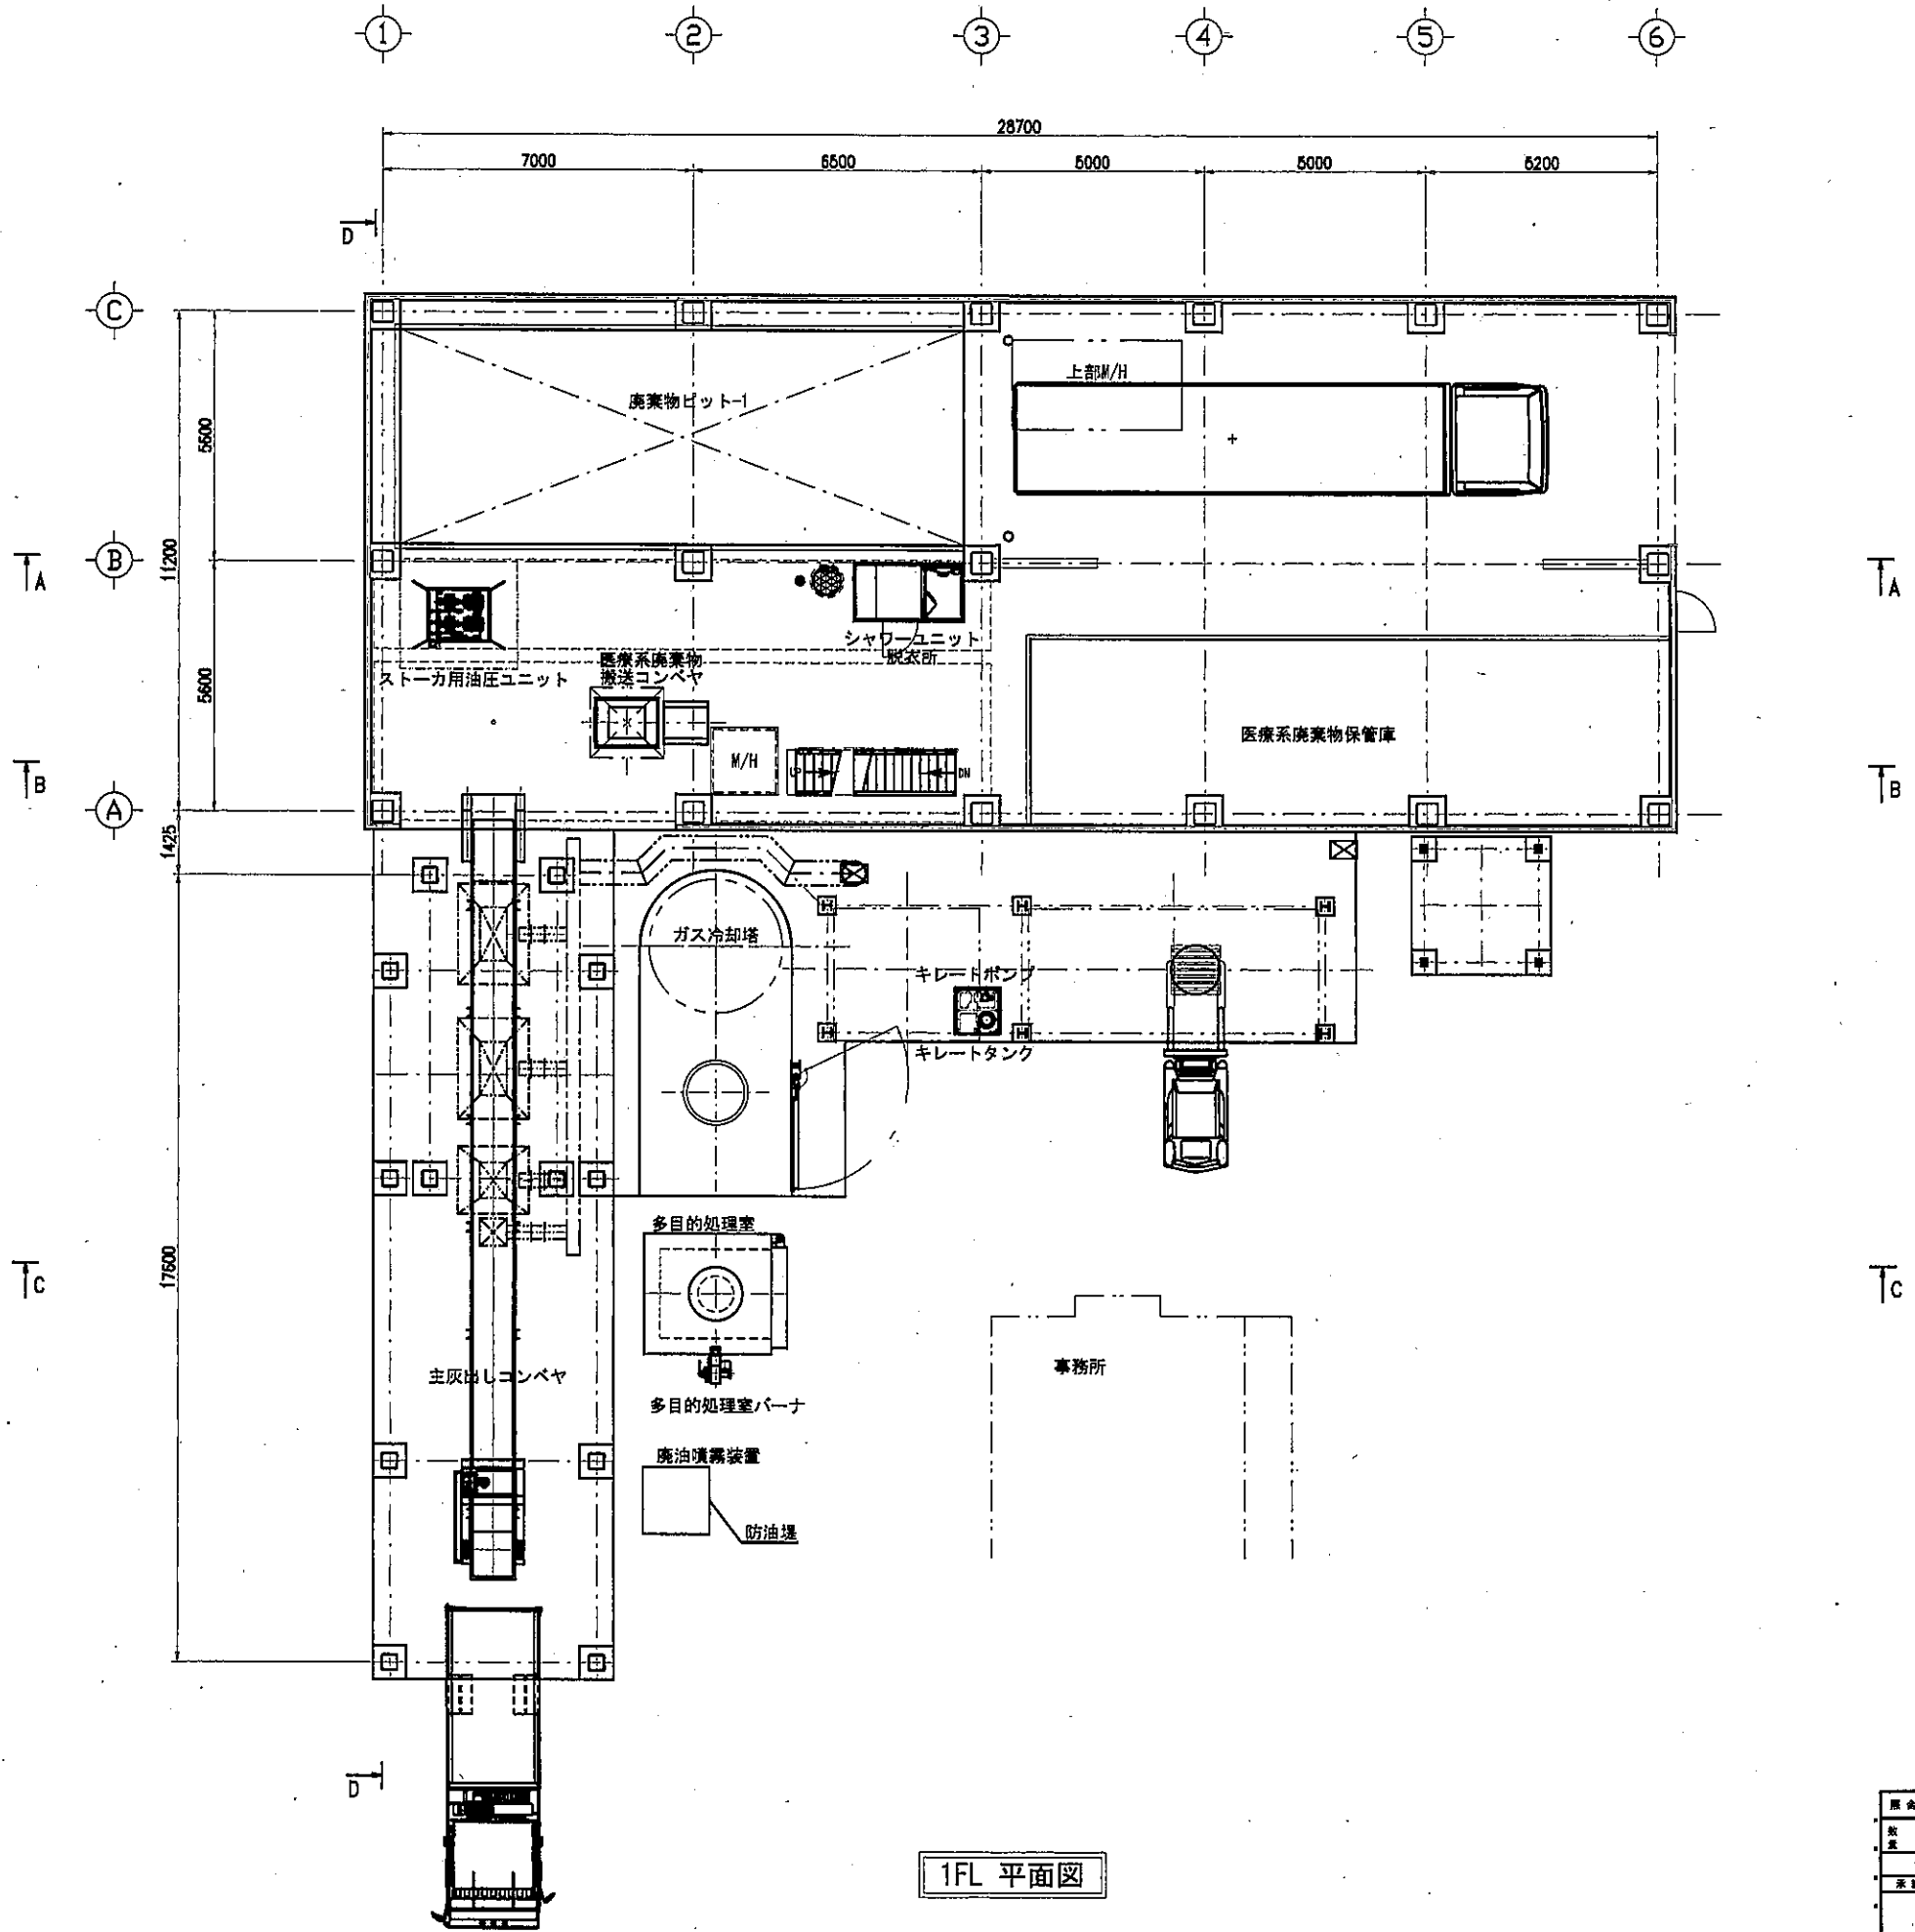 1 2 3 4 5 6
28700
7000 6500 5000 5000 5200
D
C
上部M/H
廃棄物ピット-1
5600
11200
B
A A
シャワーユニット
脱衣所
医療系廃棄物
搬送コンベヤ
ストーカ用油圧ユニット
5600
医療系廃棄物保管庫
M/H
UP DN
B B
A
1425
ガス冷却塔
キレートポンプ
キレートタンク
多目的処理室
17600
C C
事務所
主灰出しコンベヤ
多目的処理室バーナ
廃油噴霧装置
防油堤
D
1FL 平面図